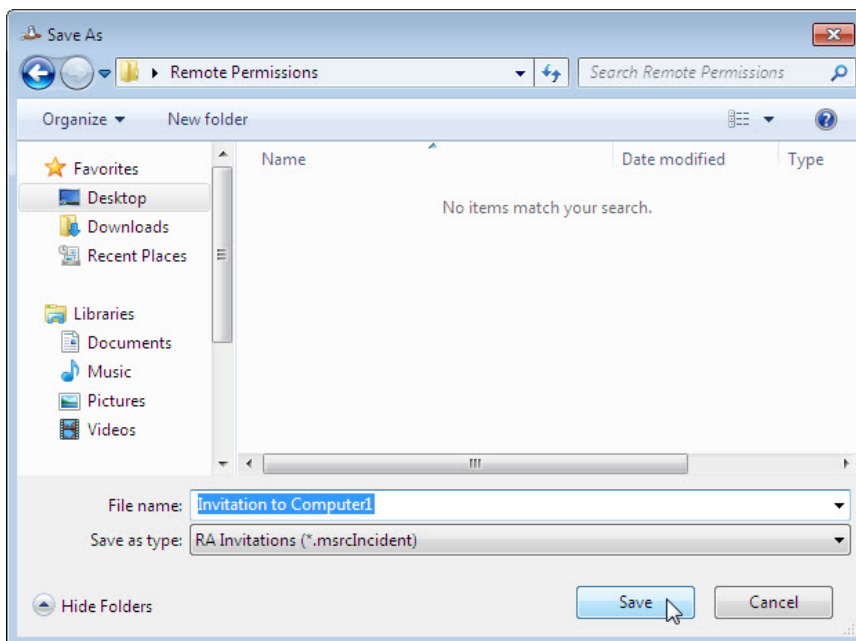 Save As
Remote Permissions
Search Remote Permissions
Organize
New folder
Name
Date modified
Type
No items match your search.
Favorites
Desktop
Downloads
Recent Places
Libraries
Documents
Music
Pictures
Videos
File name: Invitation to Computer1
Save as type: RA Invitations (*.msrcIncident)
Hide Folders
Save
Cancel